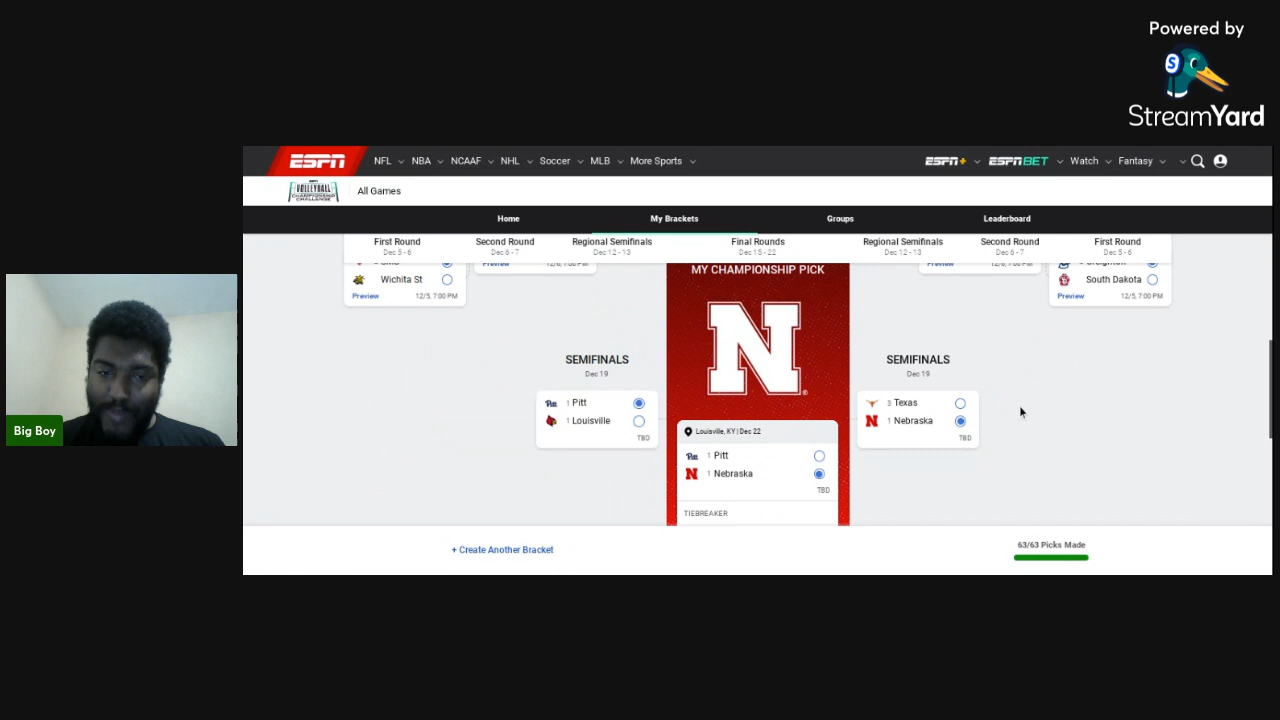 Powered by
S
StreamYard
ESPN
NFL
NBA
NCAAF
NHL
Soccer
MLB
More Sports
ESPN+
ESPN BET
Watch
Fantasy
VOLLEYBALL
CHAMPIONSHIP
CHALLENGE
All Games
Home
My Brackets
Groups
Leaderboard
First Round
Dec 5 - 6
Second Round
Dec 6 - 7
Regional Semifinals
Dec 12 - 13
Final Rounds
Dec 15 - 22
Regional Semifinals
Dec 12 - 13
Second Round
Dec 6 - 7
First Round
Dec 5 - 6
Wichita St
Preview
12/5, 7:00 PM
MY CHAMPIONSHIP PICK
N
South Dakota
Preview
12/5, 7:00 PM
SEMIFINALS
Dec 19
1 Pitt
1 Louisville
TBD
SEMIFINALS
Dec 19
3 Texas
1 Nebraska
TBD
Louisville, KY | Dec 22
1 Pitt
1 Nebraska
TBD
TIEBREAKER
+ Create Another Bracket
63/63 Picks Made
Big Boy